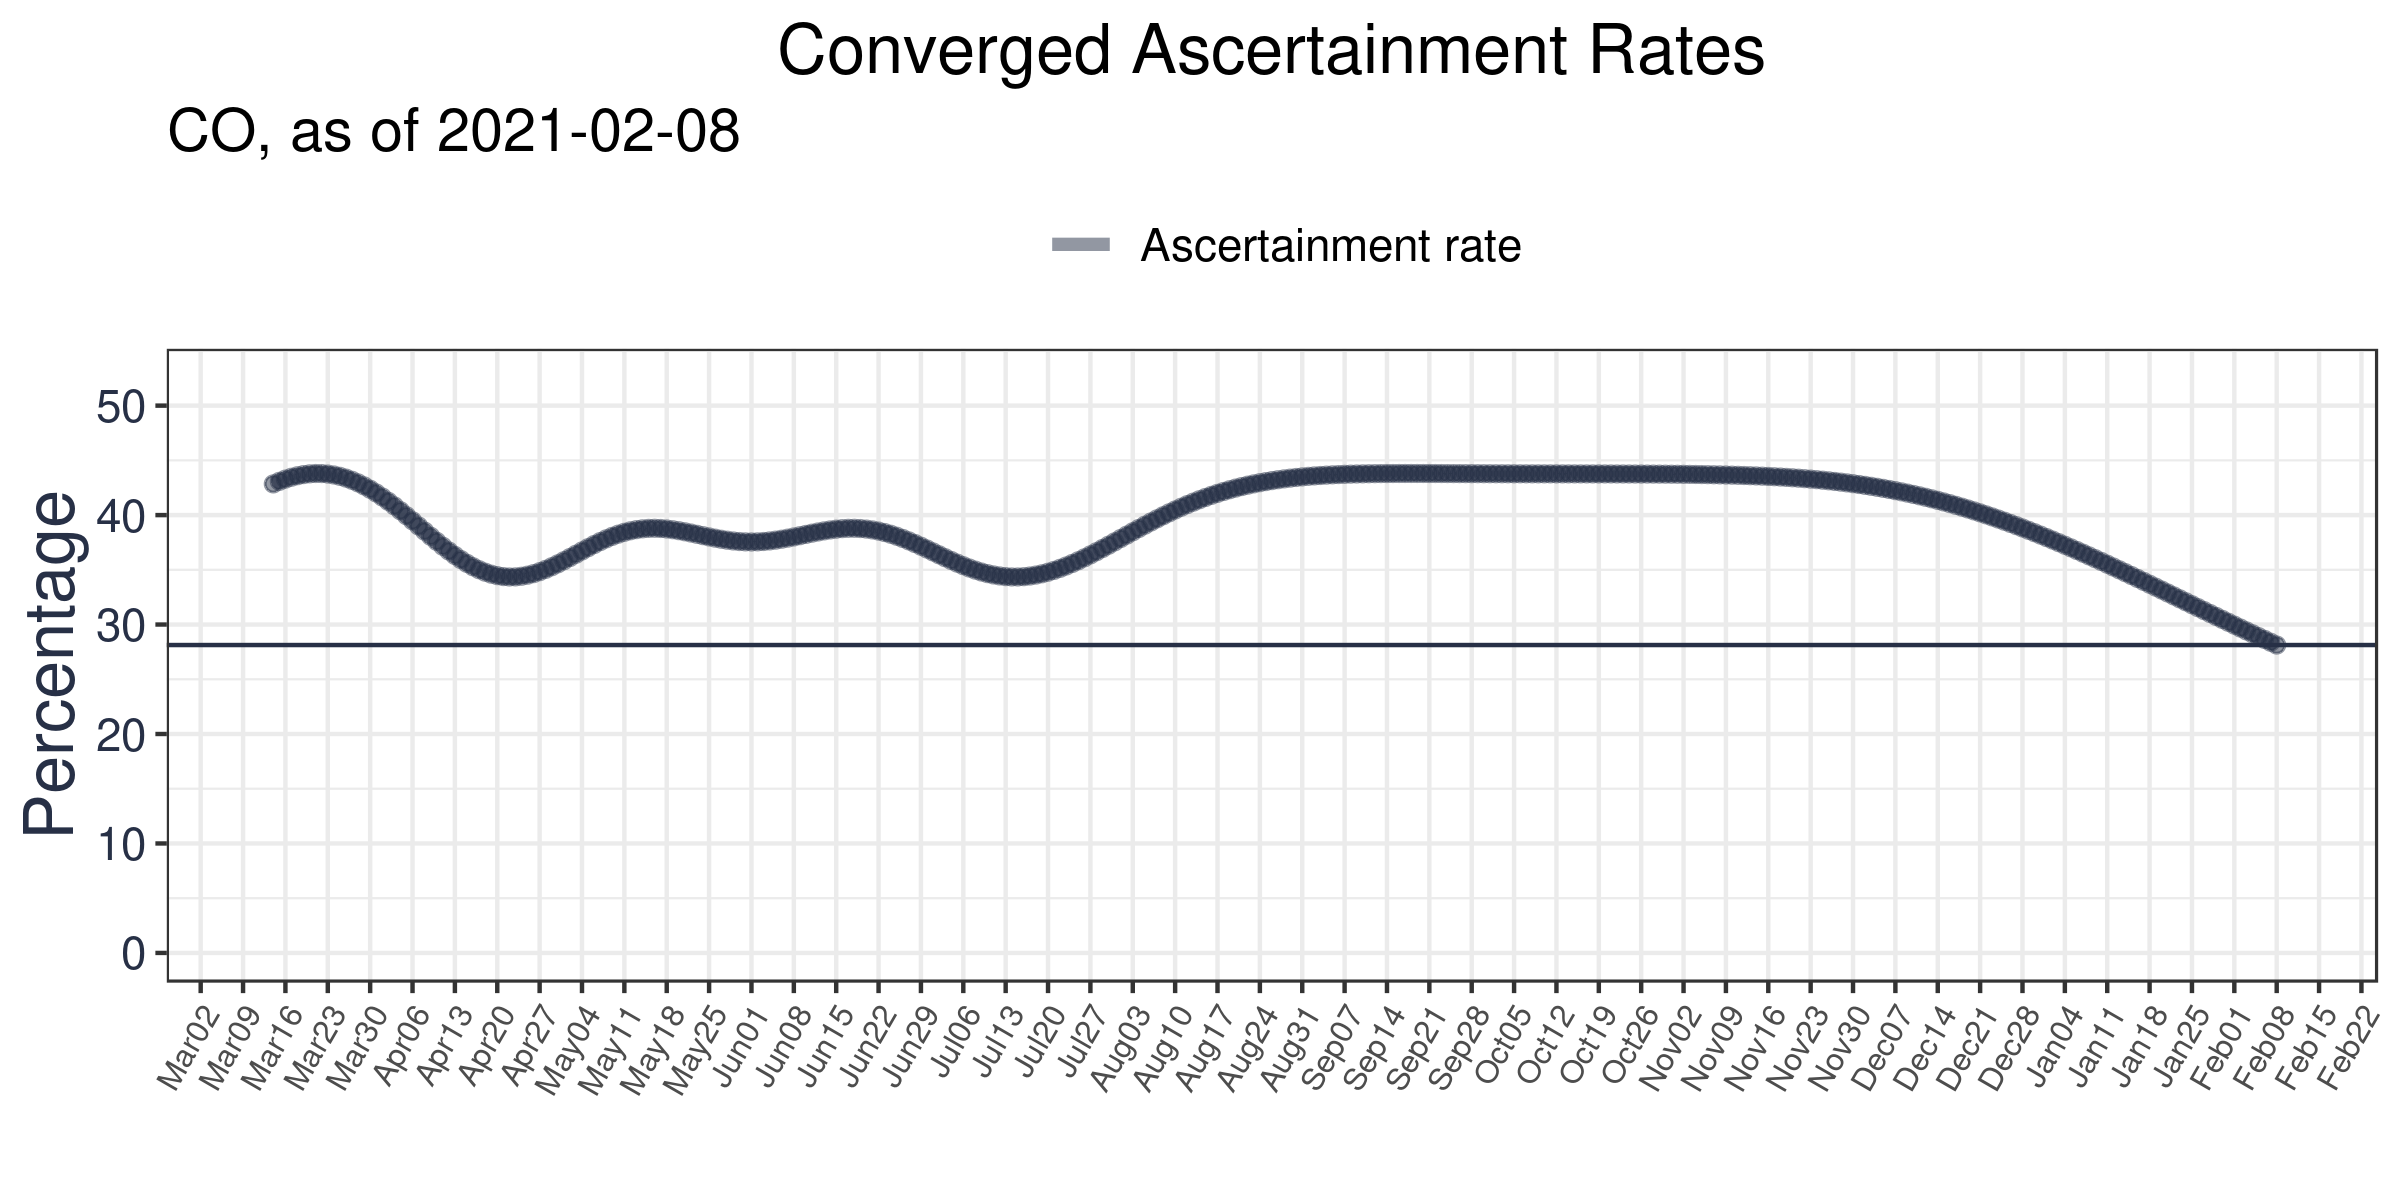 Converged Ascertainment Rates
CO, as of 2021-02-08
Ascertainment rate
Percentage
50
40
30
20
10
0
Mar02
Mar09
Mar16
Mar23
Mar30
Apr06
Apr13
Apr20
Apr27
May04
May11
May18
May25
Jun01
Jun08
Jun15
Jun22
Jun29
Jul06
Jul13
Jul20
Jul27
Aug03
Aug10
Aug17
Aug24
Aug31
Sep07
Sep14
Sep21
Sep28
Oct05
Oct12
Oct19
Oct26
Nov02
Nov09
Nov16
Nov23
Nov30
Dec07
Dec14
Dec21
Dec28
Jan04
Jan11
Jan18
Jan25
Feb01
Feb08
Feb15
Feb22